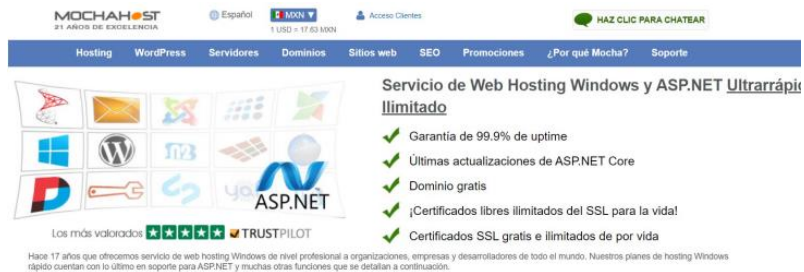 MOCHAHOST
21 AÑOS DE EXCELENCIA
Español
MXN ▼
1 USD = 17.63 MXN
Acceso Clientes
HAZ CLIC PARA CHATEAR
Hosting WordPress Servidores Dominios Sitios web SEO Promociones ¿Por qué Mocha? Soporte
Servicio de Web Hosting Windows y ASP.NET Ultrarrápic
Ilimitado
Garantía de 99.9% de uptime
Últimas actualizaciones de ASP.NET Core
Dominio gratis
¡Certificados libres ilimitados del SSL para la vida!
Certificados SSL gratis e ilimitados de por vida
ASP.NET
Los más valorados TRUSTPILOT
Hace 17 años que ofrecemos servicio de web hosting Windows de nivel profesional a organizaciones, empresas y desarrolladores de todo el mundo. Nuestros planes de hosting Windows
rápido cuentan con lo último en soporte para ASP.NET y muchas otras funciones que se detallan a continuación.